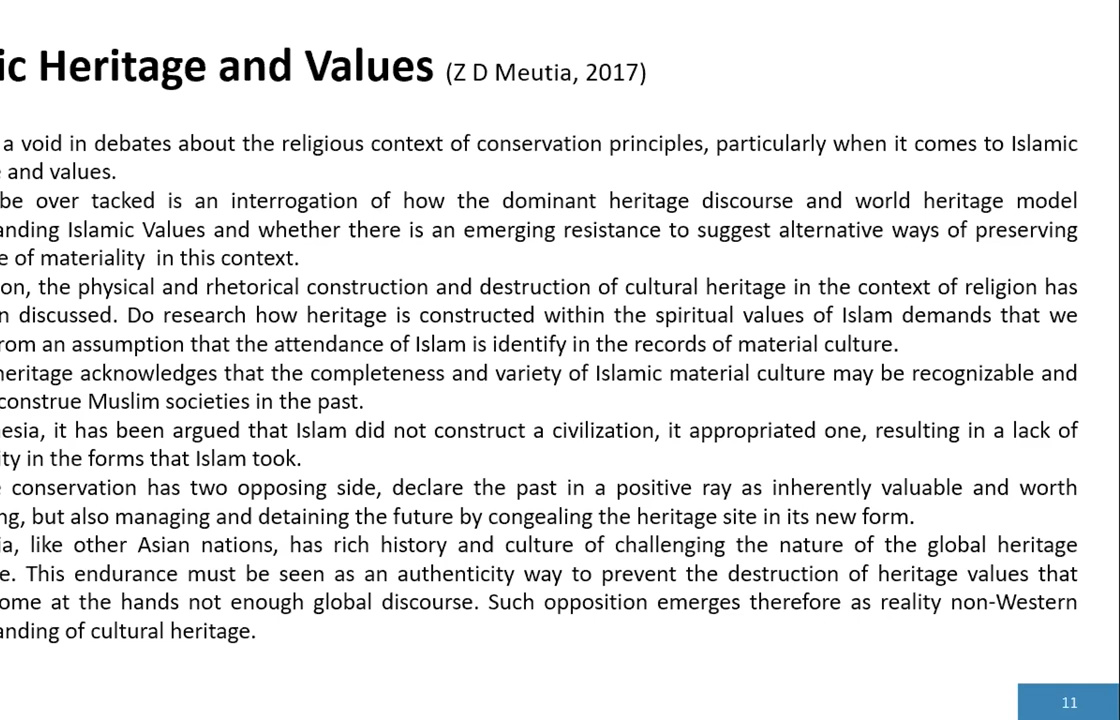 ic Heritage and Values (Z D Meutia, 2017)
a void in debates about the religious context of conservation principles, particularly when it comes to Islamic
and values.
be over tacked is an interrogation of how the dominant heritage discourse and world heritage model
anding Islamic Values and whether there is an emerging resistance to suggest alternative ways of preserving
e of materiality in this context.
on, the physical and rhetorical construction and destruction of cultural heritage in the context of religion has
n discussed. Do research how heritage is constructed within the spiritual values of Islam demands that we
rom an assumption that the attendance of Islam is identify in the records of material culture.
heritage acknowledges that the completeness and variety of Islamic material culture may be recognizable and
construe Muslim societies in the past.
esia, it has been argued that Islam did not construct a civilization, it appropriated one, resulting in a lack of
ity in the forms that Islam took.
conservation has two opposing side, declare the past in a positive ray as inherently valuable and worth
ng, but also managing and detaining the future by congealing the heritage site in its new form.
ia, like other Asian nations, has rich history and culture of challenging the nature of the global heritage
e. This endurance must be seen as an authenticity way to prevent the destruction of heritage values that
ome at the hands not enough global discourse. Such opposition emerges therefore as reality non-Western
anding of cultural heritage.
11